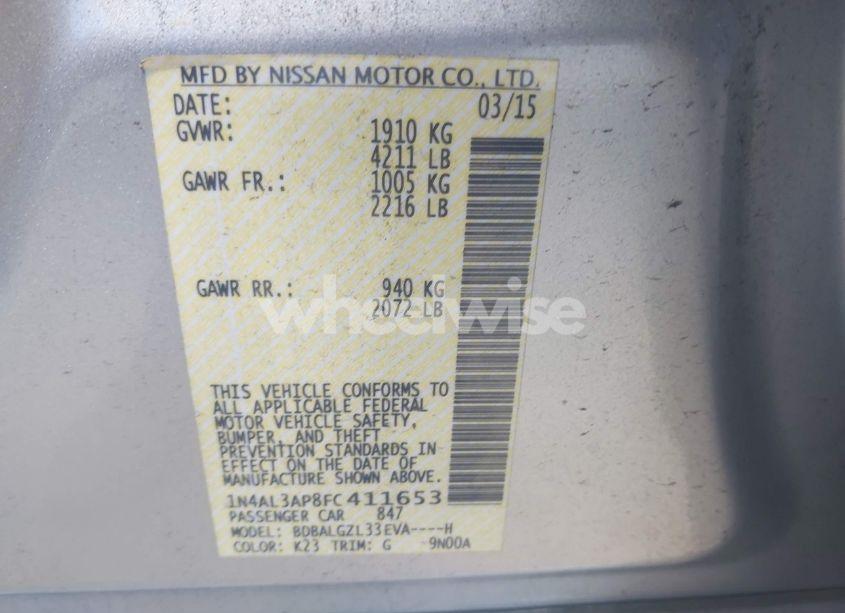 MFD BY NISSAN MOTOR CO., LTD.
DATE: 03/15
GVWR: 1910 KG
4211 LB
GAWR FR.: 1005 KG
2216 LB
GAWR RR.: 940 KG
2072 LB
wheelwise
THIS VEHICLE CONFORMS TO
ALL APPLICABLE FEDERAL
MOTOR VEHICLE SAFETY,
BUMPER, AND THEFT
PREVENTION STANDARDS IN
EFFECT ON THE DATE OF
MANUFACTURE SHOWN ABOVE.
1N4AL3AP8FC411653
PASSENGER CAR 847
MODEL: BDBALGZL33EVA----H
COLOR: K23 TRIM: G -9N00A